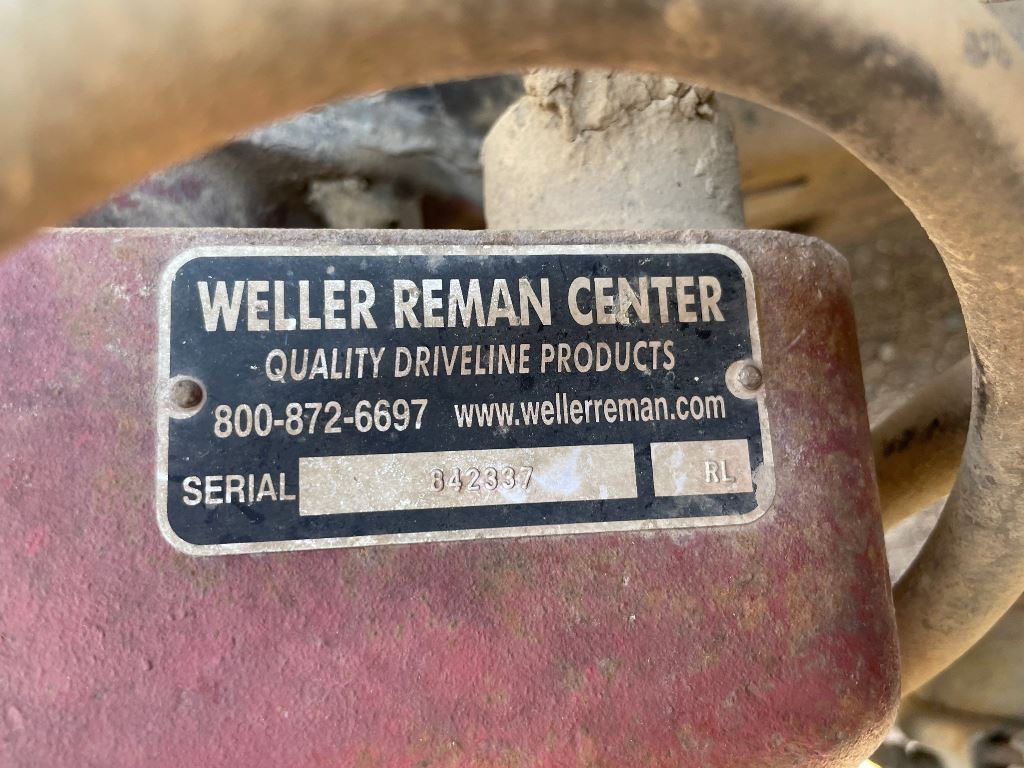 WELLER REMAN CENTER
QUALITY DRIVELINE PRODUCTS
800-872-6697 www.wellerreman.com
SERIAL 842337 RL